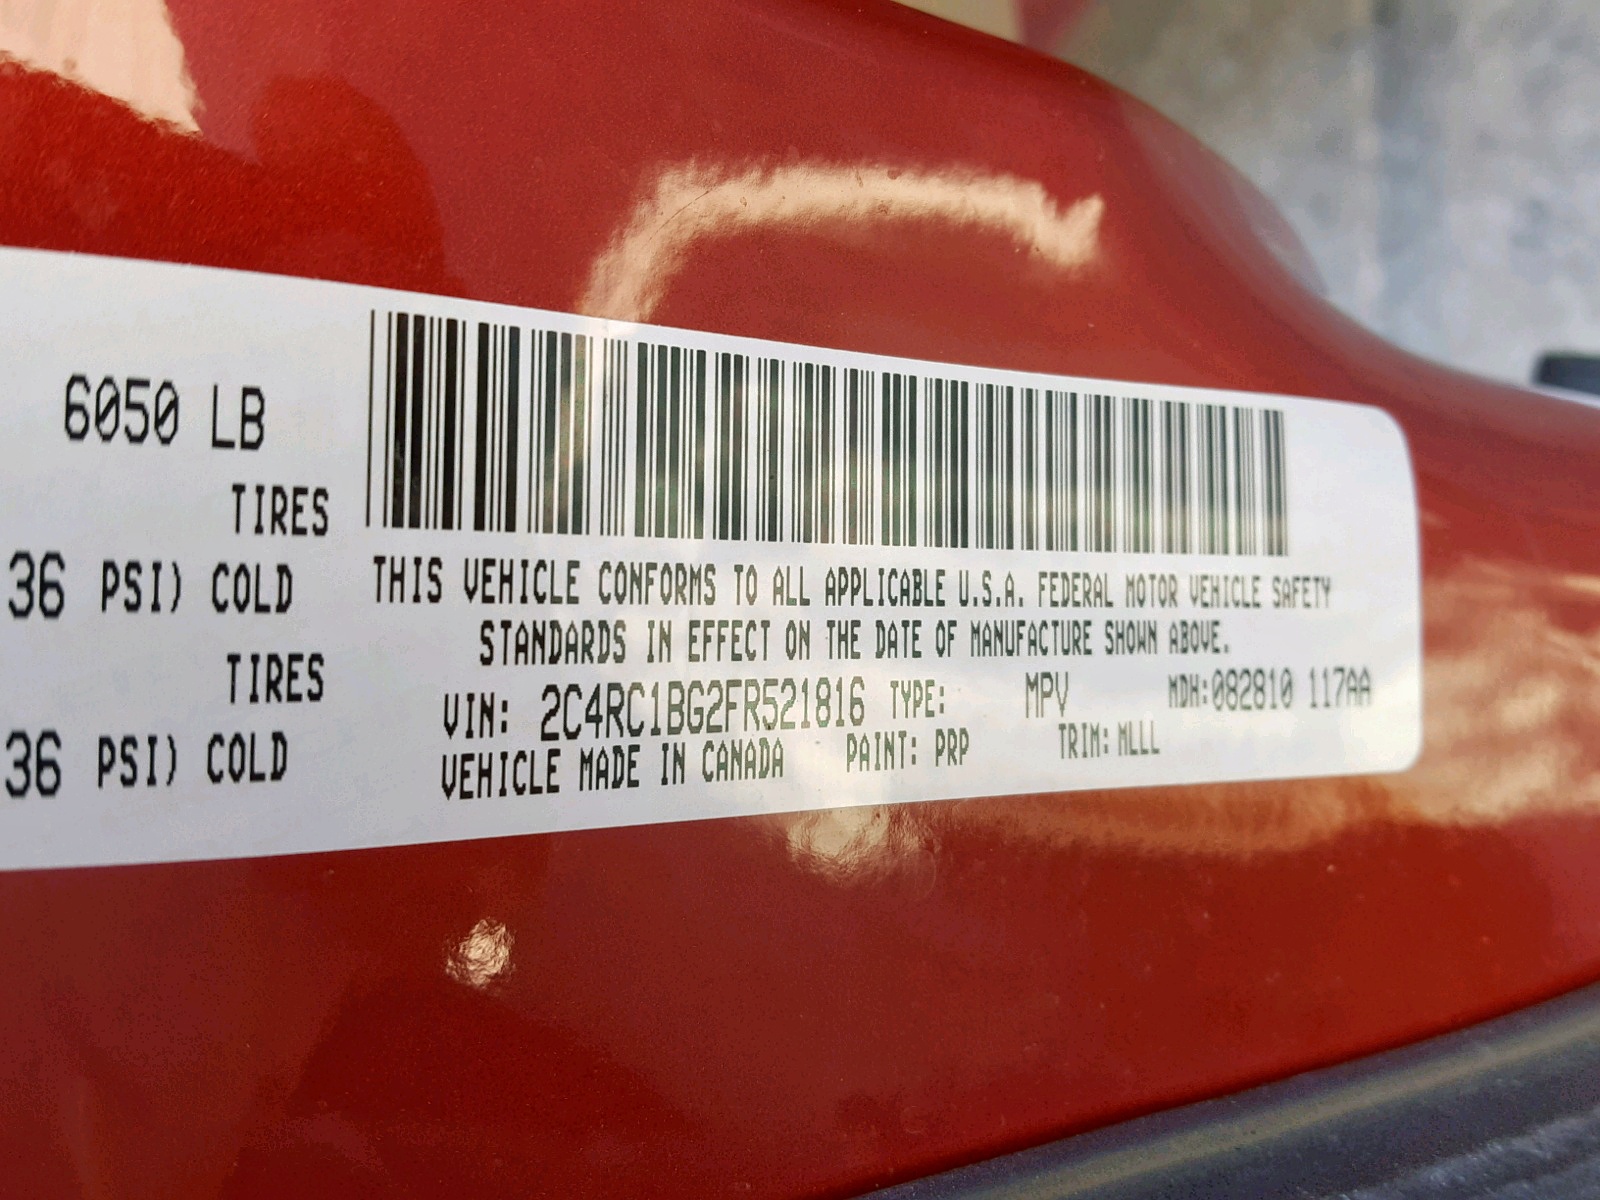 6050 LB
TIRES
36 PSI) COLD
TIRES
36 PSI) COLD
THIS VEHICLE CONFORMS TO ALL APPLICABLE U.S.A. FEDERAL MOTOR VEHICLE SAFETY
STANDARDS IN EFFECT ON THE DATE OF MANUFACTURE SHOWN ABOVE.
VIN: 2C4RC1BG2FR521816 TYPE: MPV MDH:082810 117AA
VEHICLE MADE IN CANADA PAINT: PRP TRIM: MLLL